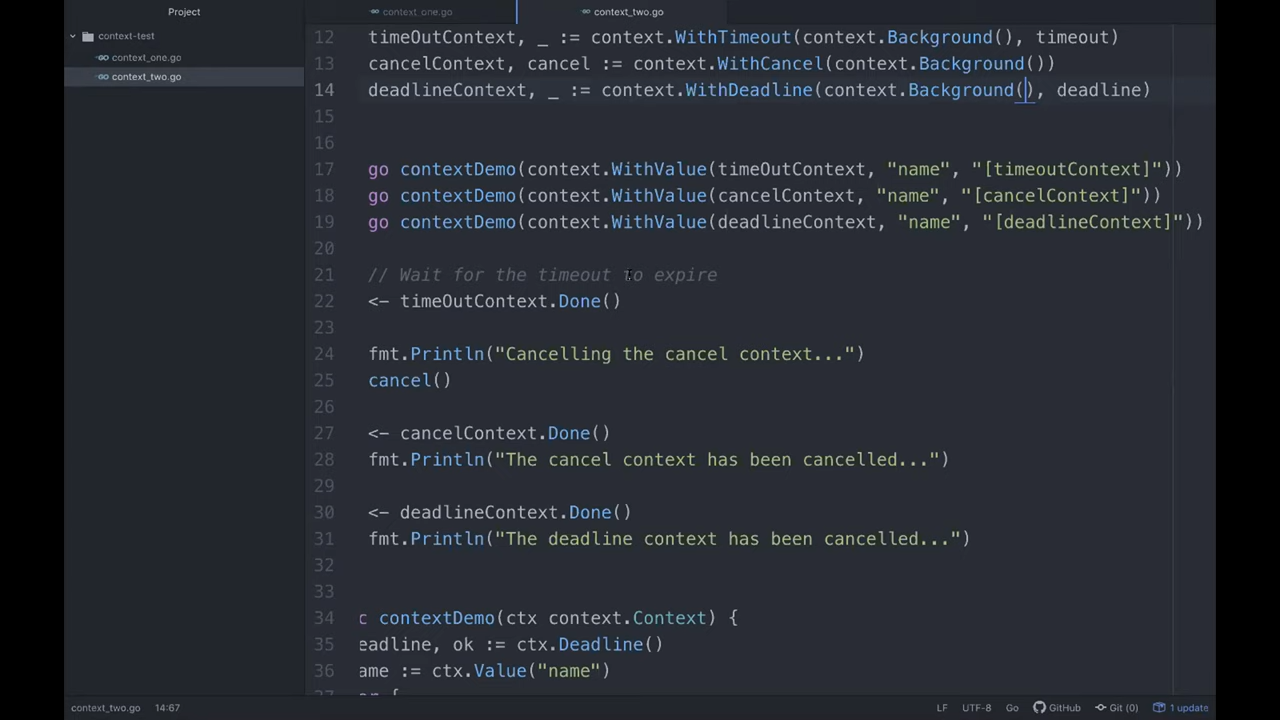 Project
context_one.go
context_two.go
context-test
context_one.go
context_two.go
12 timeOutContext, _ := context.WithTimeout(context.Background(), timeout)
13 cancelContext, cancel := context.WithCancel(context.Background())
14 deadlineContext, _ := context.WithDeadline(context.Background(), deadline)
15
16
17 go contextDemo(context.WithValue(timeOutContext, "name", "[timeoutContext]"))
18 go contextDemo(context.WithValue(cancelContext, "name", "[cancelContext]"))
19 go contextDemo(context.WithValue(deadlineContext, "name", "[deadlineContext]"))
20
21 // Wait for the timeout to expire
22 <- timeOutContext.Done()
23
24 fmt.Println("Cancelling the cancel context...")
25 cancel()
26
27 <- cancelContext.Done()
28 fmt.Println("The cancel context has been cancelled...")
29
30 <- deadlineContext.Done()
31 fmt.Println("The deadline context has been cancelled...")
32
33
34 c contextDemo(ctx context.Context) {
35 eadline, ok := ctx.Deadline()
36 ame := ctx.Value("name")
context_two.go 14:67 LF UTF-8 Go GitHub Git (0) 1 update